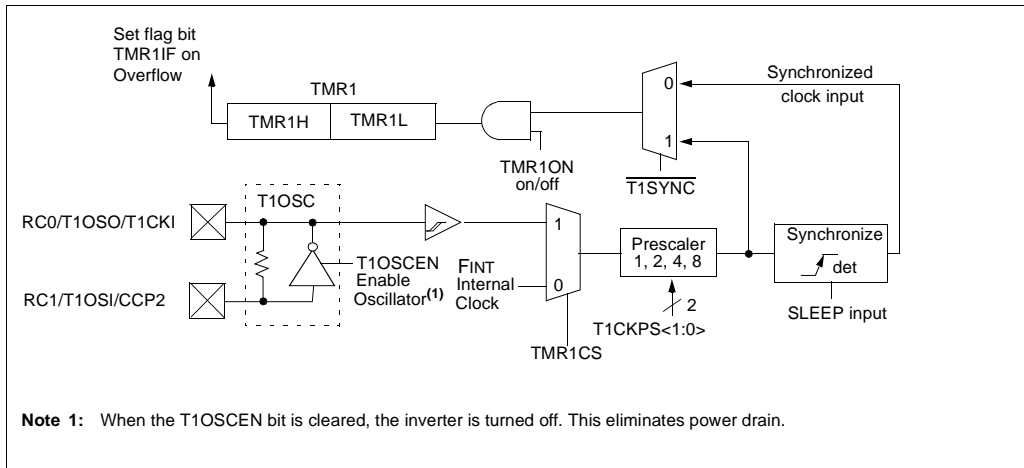 Set flag bit
TMR1IF on
Overflow
TMR1
TMR1H
TMR1L
TMR1ON
on/off
0
1
T1SYNC
Synchronized
clock input
RC0/T1OSO/T1CKI
RC1/T1OSI/CCP2
T1OSC
T1OSCEN
Enable
Oscillator(1)
FINT
Internal
Clock
1
0
TMR1CS
Prescaler
1, 2, 4, 8
2
T1CKPS<1:0>
Synchronize
det
SLEEP input
Note 1: When the T1OSCEN bit is cleared, the inverter is turned off. This eliminates power drain.